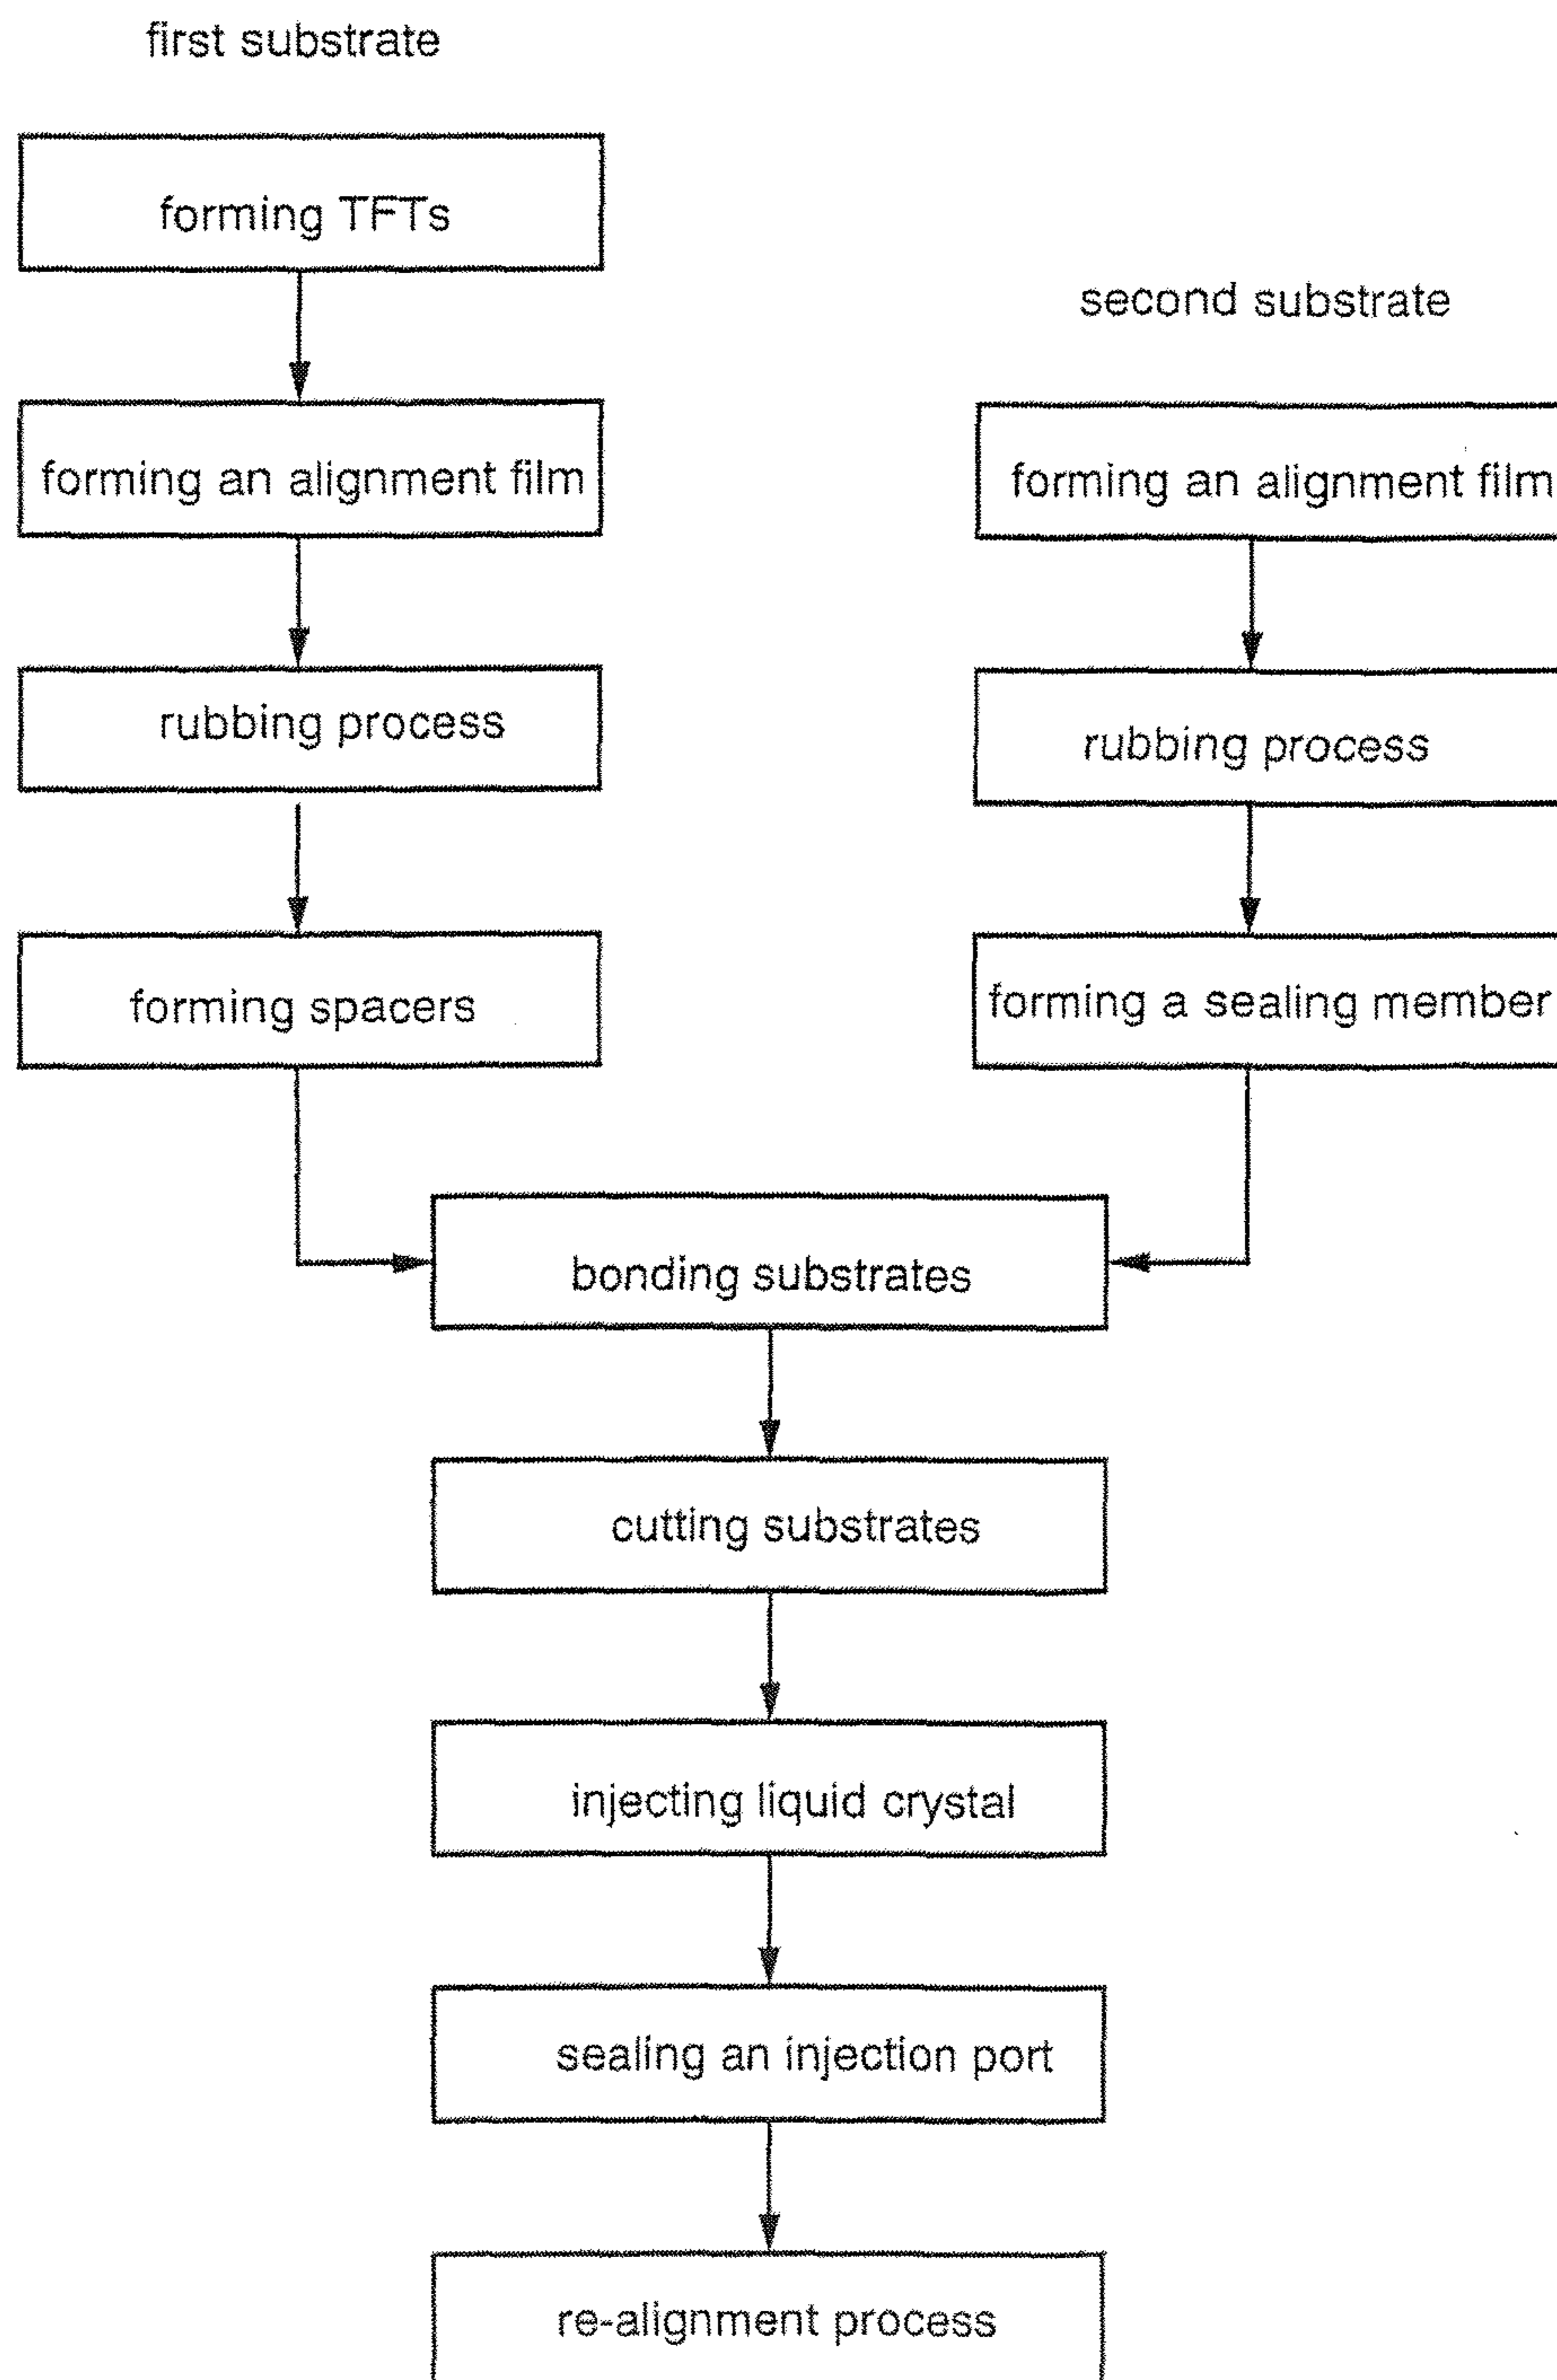 first substrate
forming TFTs
second substrate
forming an alignment film
forming an alignment film
rubbing process
rubbing process
forming spacers
forming a sealing member
bonding substrates
cutting substrates
injecting liquid crystal
sealing an injection port
re-alignment process